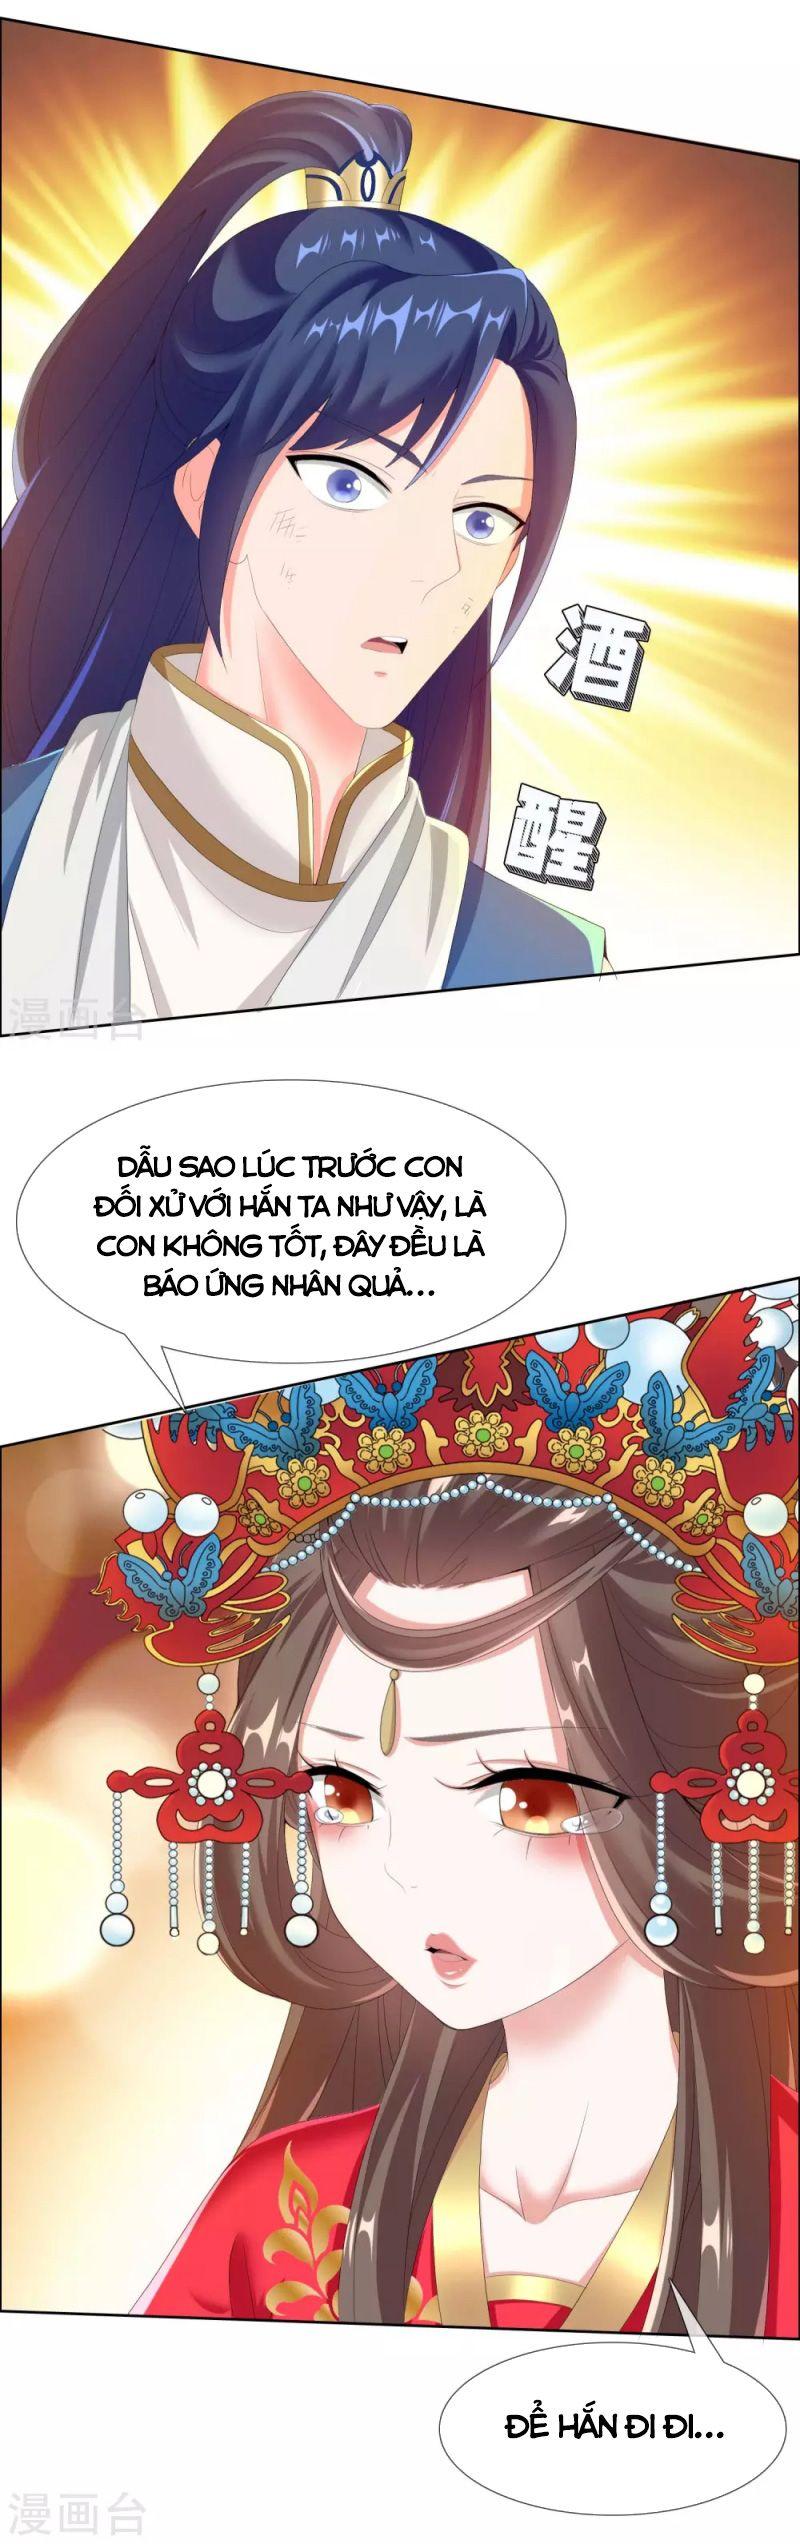 酒
醒
漫画台
DẪU SAO LÚC TRƯỚC CON
ĐỐI XỬ VỚI HẮN TA NHƯ VẬY, LÀ
CON KHÔNG TỐT, ĐÂY ĐỀU LÀ
BÁO ỨNG NHÂN QUẢ...
ĐỂ HẮN ĐI ĐI...
漫画台